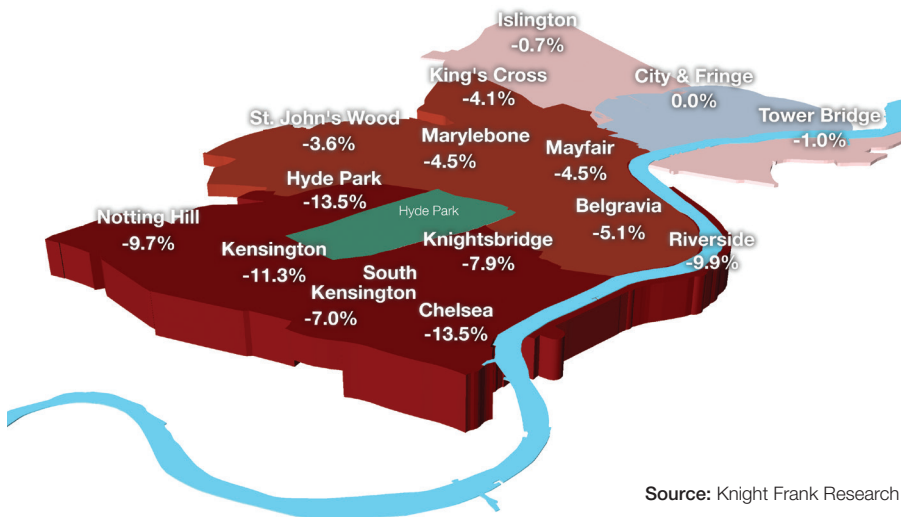 Islington
-0.7%
King's Cross
-4.1%
City & Fringe
0.0%
Tower Bridge
-1.0%
St. John's Wood
-3.6%
Marylebone
-4.5%
Mayfair
-4.5%
Hyde Park
-13.5%
Hyde Park
Belgravia
-5.1%
Notting Hill
-9.7%
Kensington
-11.3%
Knightsbridge
-7.9%
Riverside
-9.9%
South
Kensington
-7.0%
Chelsea
-13.5%
Source: Knight Frank Research